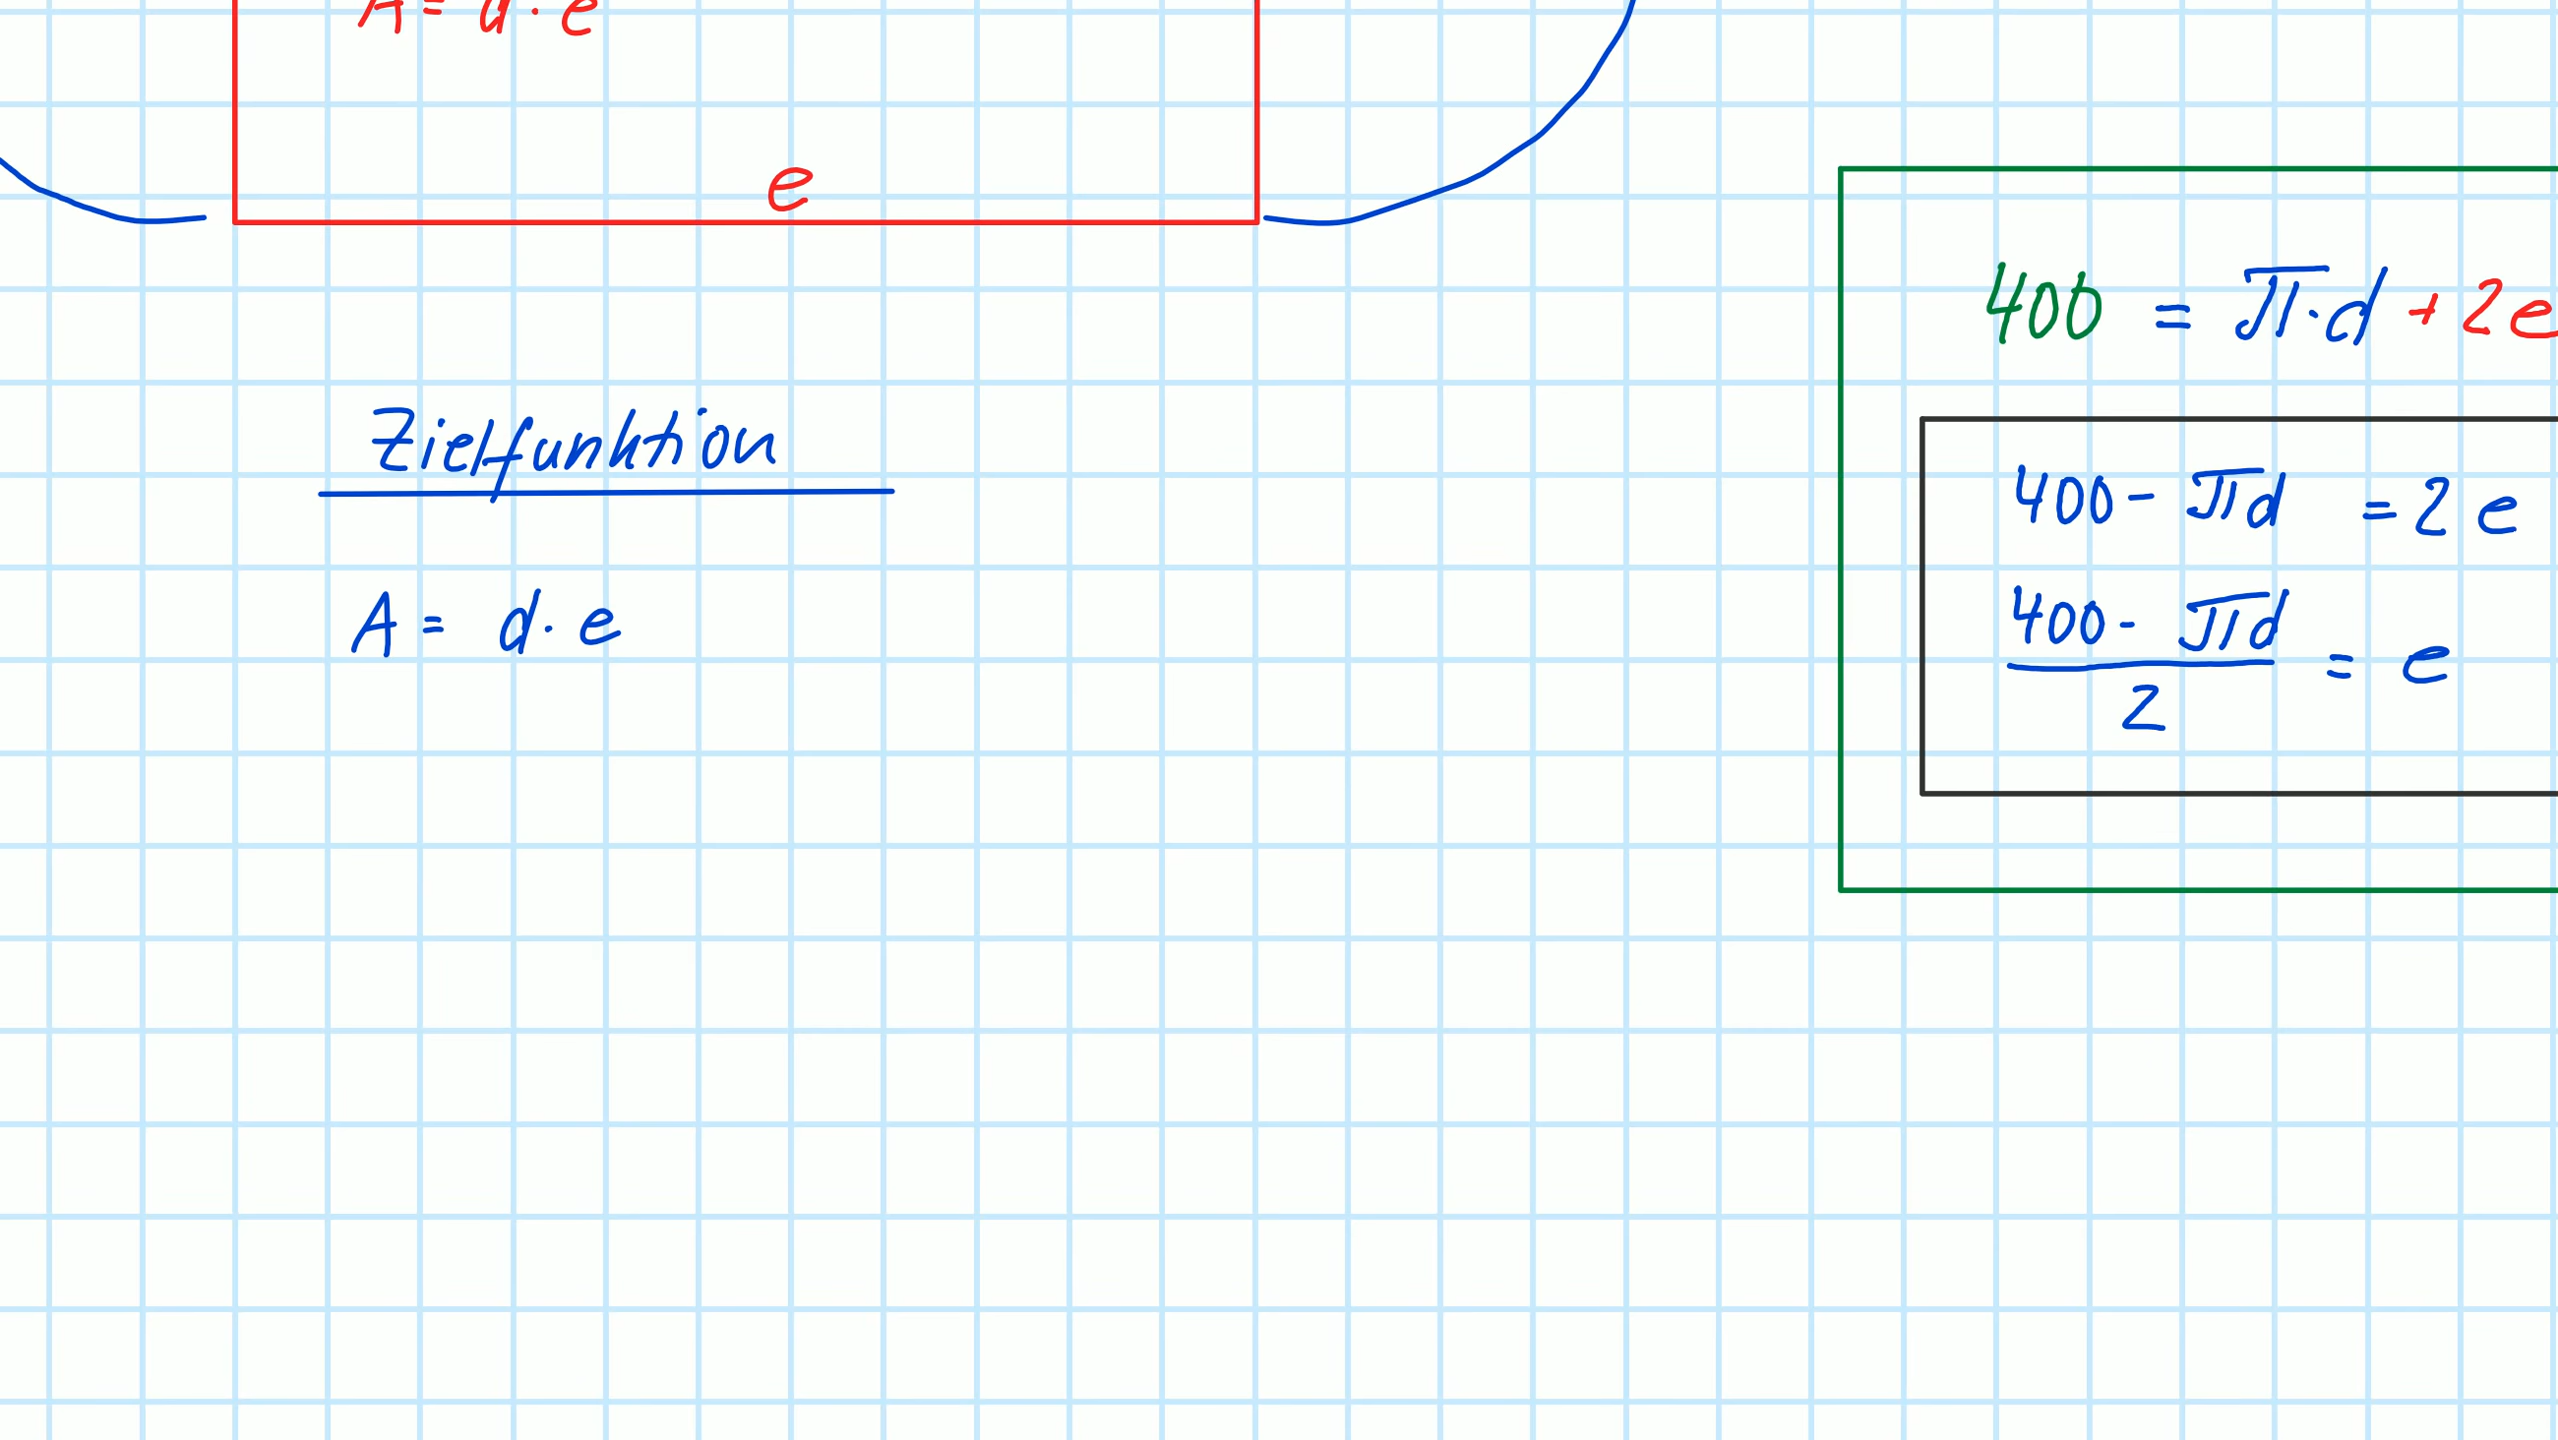 A = d · e
e
400 = π · d + 2e
Zielfunktion
400 - πd = 2e
A = d · e
400 - πd
= e
2